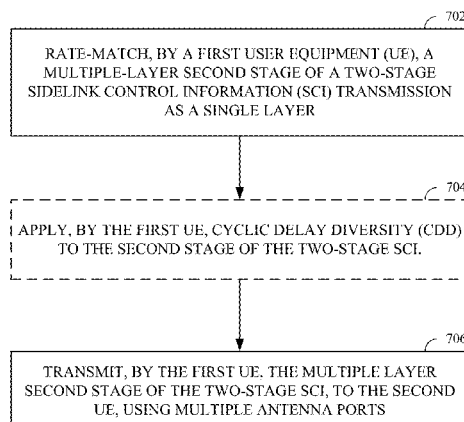 702
RATE-MATCH, BY A FIRST USER EQUIPMENT (UE), A
MULTIPLE-LAYER SECOND STAGE OF A TWO-STAGE
SIDELINK CONTROL INFORMATION (SCI) TRANSMISSION
AS A SINGLE LAYER
704
APPLY, BY THE FIRST UE, CYCLIC DELAY DIVERSITY (CDD)
TO THE SECOND STAGE OF THE TWO-STAGE SCI.
706
TRANSMIT, BY THE FIRST UE, THE MULTIPLE LAYER
SECOND STAGE OF THE TWO-STAGE SCI, TO THE SECOND
UE, USING MULTIPLE ANTENNA PORTS